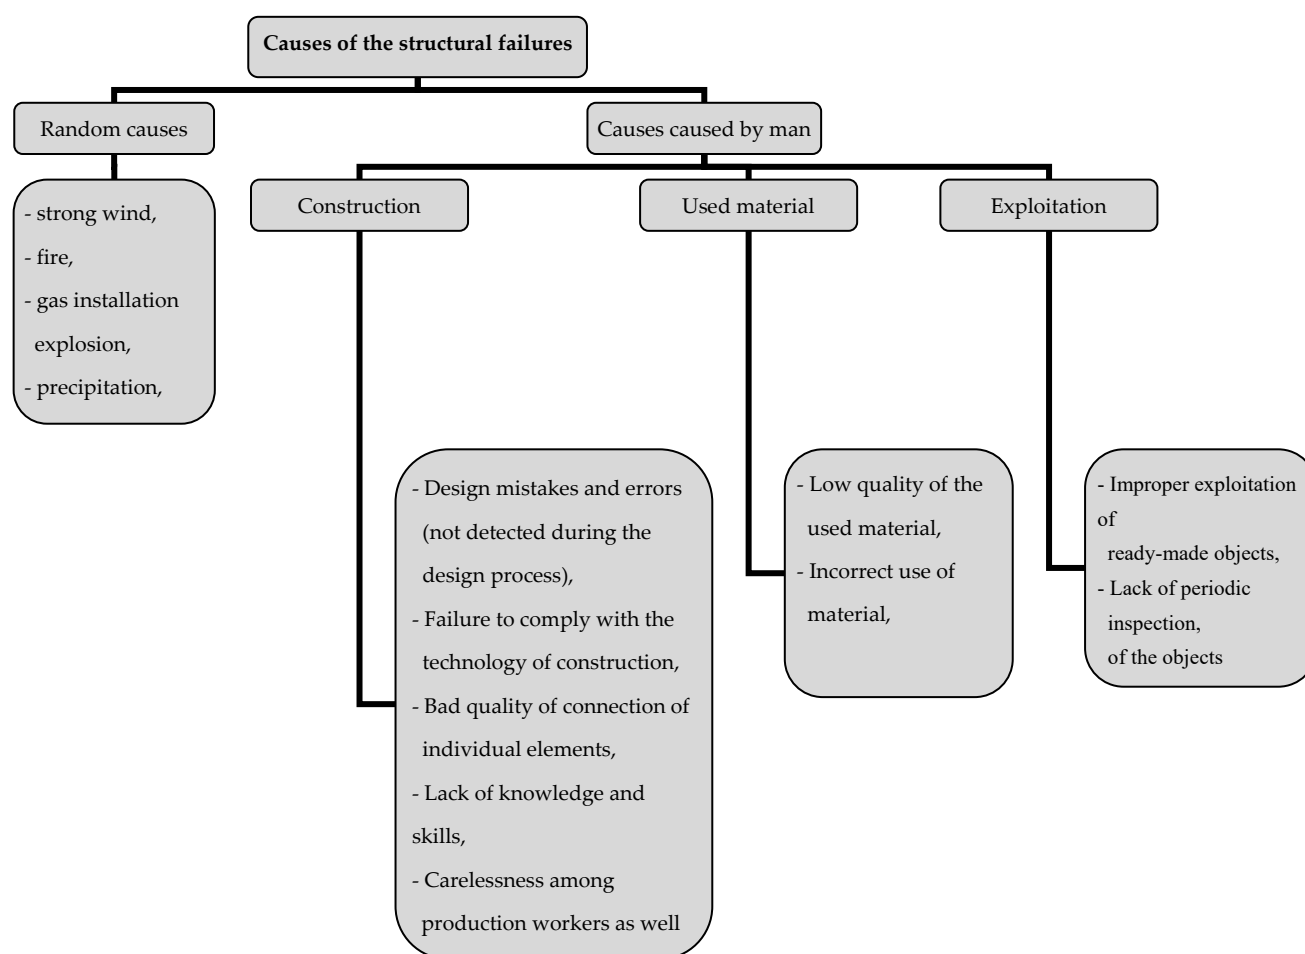 Causes of the structural failures
Random causes
Causes caused by man
- strong wind,
- fire,
- gas installation
explosion,
- precipitation,
Construction
Used material
Exploitation
- Design mistakes and errors
(not detected during the
design process),
- Failure to comply with the
technology of construction,
- Bad quality of connection of
individual elements,
- Lack of knowledge and
skills,
- Carelessness among
production workers as well
- Low quality of the
used material,
- Incorrect use of
material,
- Improper exploitation
of
ready-made objects,
- Lack of periodic
inspection,
of the objects